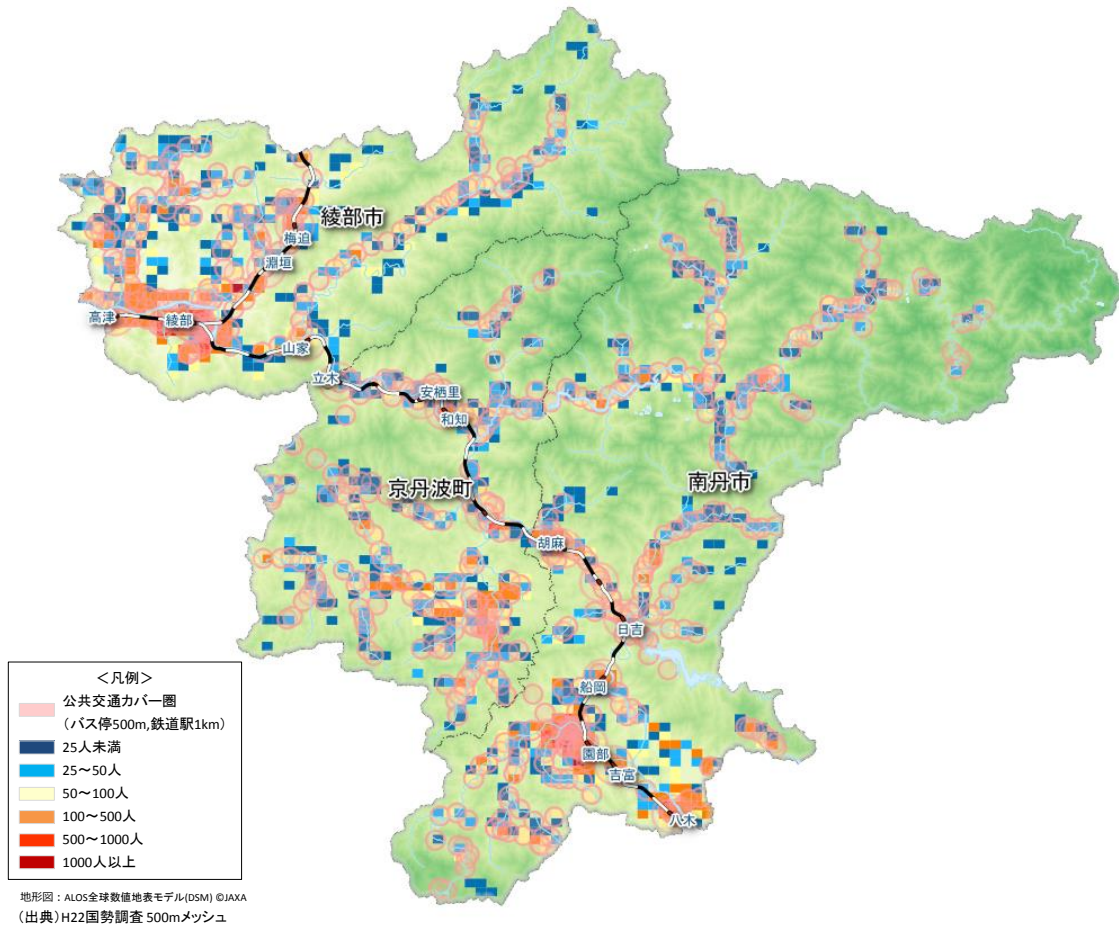 綾部市
梅迫
淵垣
高津
綾部
山家
立木
安栖里
和知
京丹波町
南丹市
胡麻
日吉
船岡
園部
吉富
八木
＜凡例＞
公共交通カバー圏
（バス停500m,鉄道駅1km）
25人未満
25～50人
50～100人
100～500人
500～1000人
1000人以上
地形図：ALOS全球数値地表モデル(DSM) ©JAXA
（出典）H22国勢調査 500mメッシュ